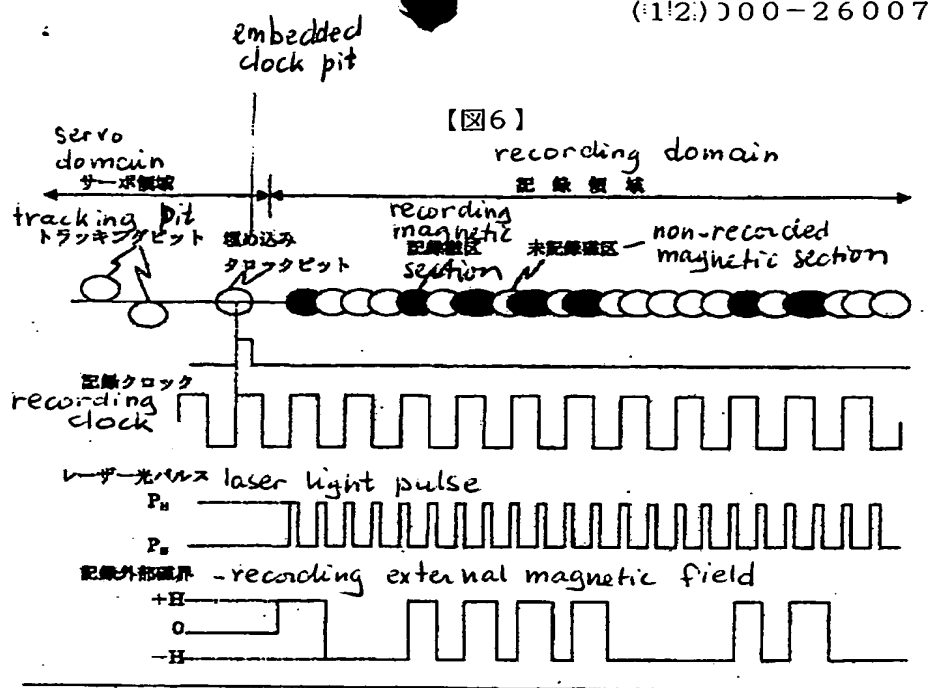 (12)000-26007
embedded
clock pit
【図6】
servo
domain
サーボ領域
recording domain
記録領域
tracking pit
トラッキングピット
埋め込み
クロックピット
recording
magnetic
記録磁区
section
未記録磁区
non-recorded
magnetic section
記録クロック
recording
clock
レーザー光パルス laser light pulse
P_H
記録外部磁界 - recording external magnetic field
+H
0
-H